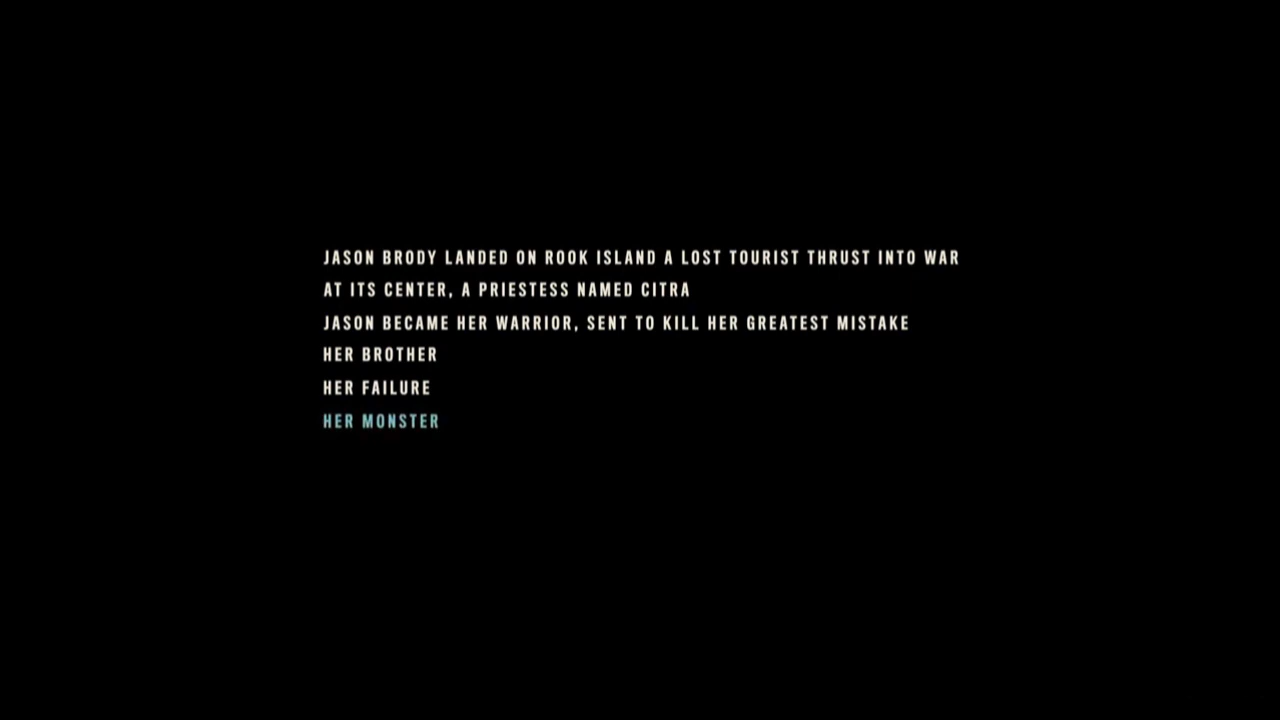 JASON BRODY LANDED ON ROOK ISLAND A LOST TOURIST THRUST INTO WAR
AT ITS CENTER, A PRIESTESS NAMED CITRA
JASON BECAME HER WARRIOR, SENT TO KILL HER GREATEST MISTAKE
HER BROTHER
HER FAILURE
HER MONSTER